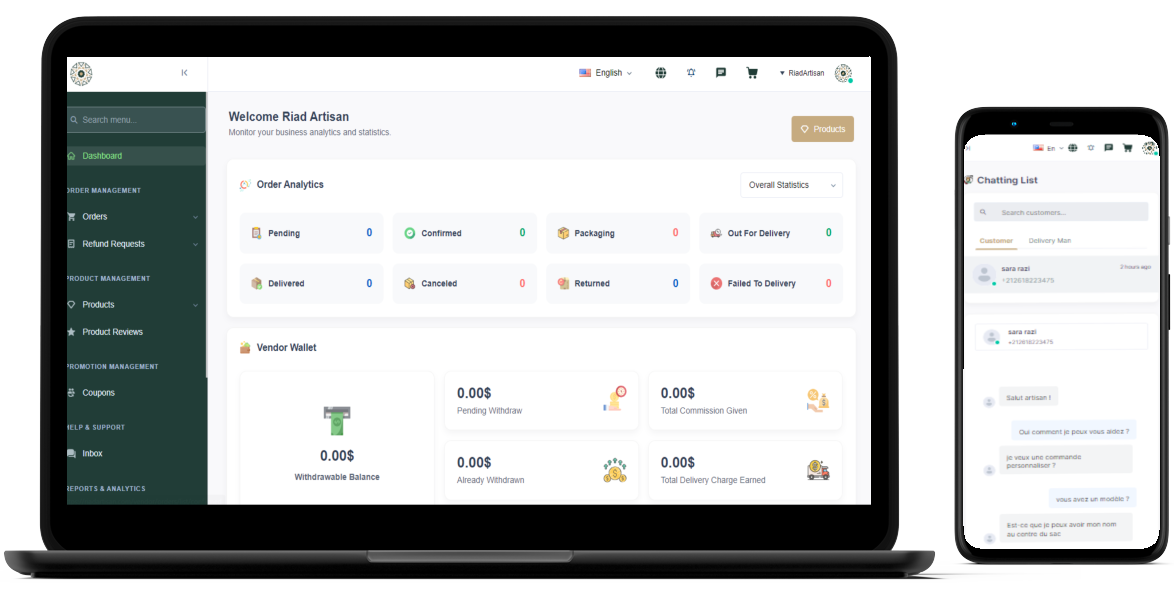 English
RiadArtisan
Search menu...
Dashboard
ORDER MANAGEMENT
Orders
Refund Requests
PRODUCT MANAGEMENT
Products
Product Reviews
PROMOTION MANAGEMENT
Coupons
HELP & SUPPORT
Inbox
REPORTS & ANALYTICS
Welcome Riad Artisan
Monitor your business analytics and statistics.
Products
Order Analytics
Overall Statistics
Pending 0
Confirmed 0
Packaging 0
Out For Delivery 0
Delivered 0
Canceled 0
Returned 0
Failed To Delivery 0
Vendor Wallet
0.00$
Withdrawable Balance
0.00$
Pending Withdraw
0.00$
Total Commission Given
0.00$
Already Withdrawn
0.00$
Total Delivery Charge Earned
En
Chatting List
Search customers...
Customer Delivery Man
sara razi 2 hours ago
+212618223475
sara razi
+212618223475
Salut artisan !
Oui comment je peux vous aidez ?
je veux une commande
personnaliser ?
vous avez un modèle ?
Est-ce que je peux avoir mon nom
au centre du sac